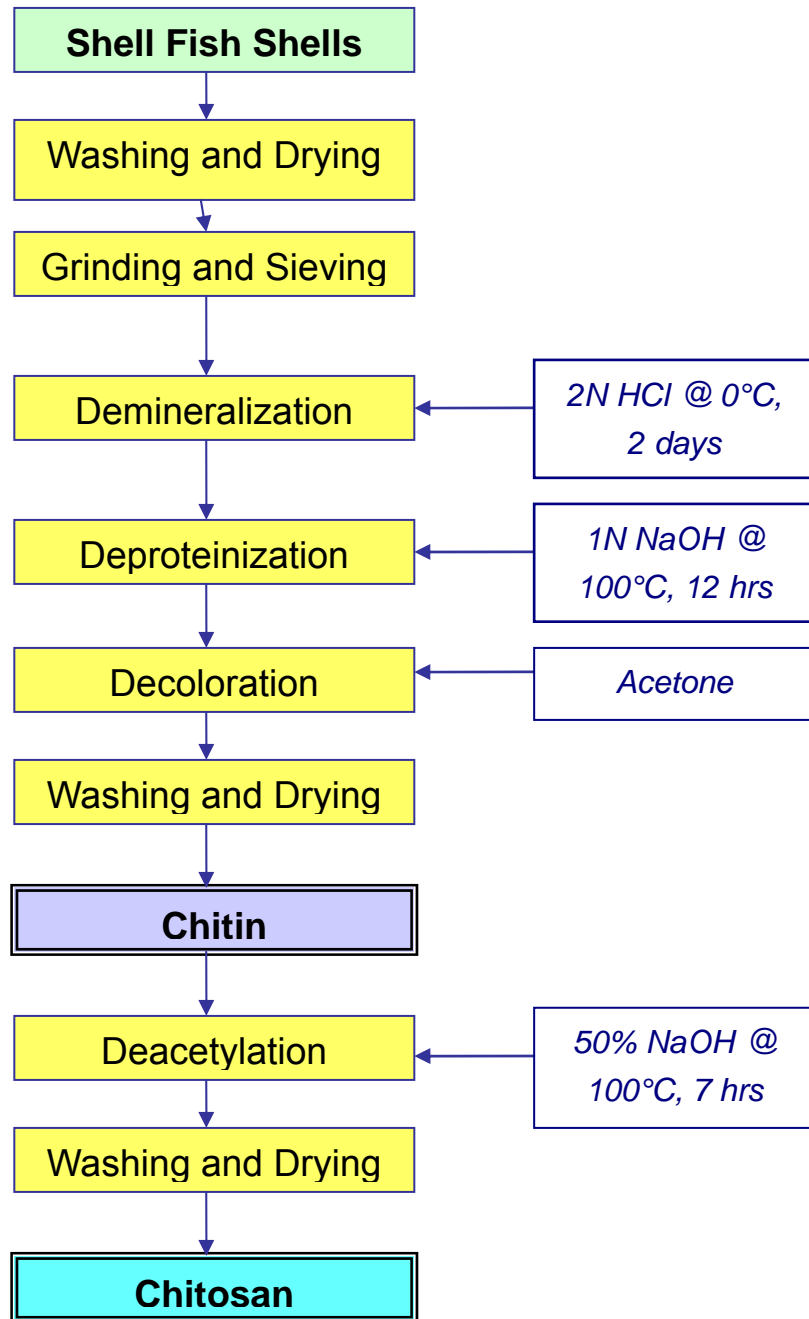 Shell Fish Shells
Washing and Drying
Grinding and Sieving
Demineralization
2N HCl @ 0°C,
2 days
Deproteinization
1N NaOH @
100°C, 12 hrs
Decoloration
Acetone
Washing and Drying
Chitin
Deacetylation
50% NaOH @
100°C, 7 hrs
Washing and Drying
Chitosan